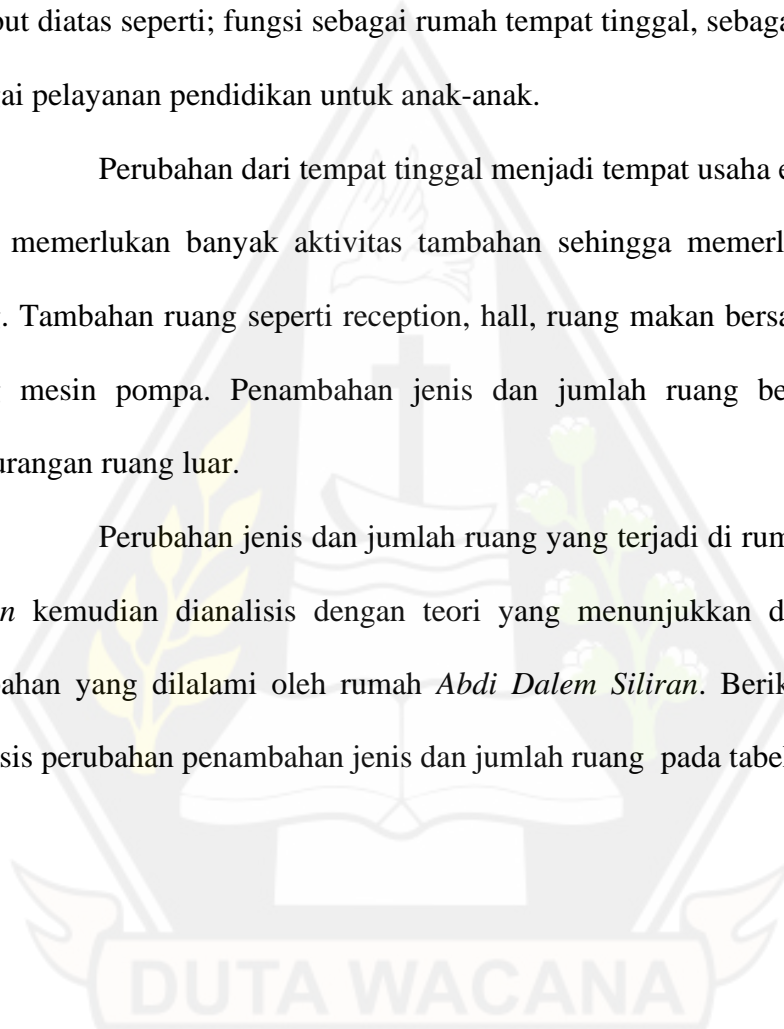 but diatas seperti; fungsi sebagai rumah tempat tinggal, sebaga
ai pelayanan pendidikan untuk anak-anak.
Perubahan dari tempat tinggal menjadi tempat usaha
memerlukan banyak aktivitas tambahan sehingga memerl
. Tambahan ruang seperti reception, hall, ruang makan bersa
mesin pompa. Penambahan jenis dan jumlah ruang be
urangan ruang luar.
Perubahan jenis dan jumlah ruang yang terjadi di rum
n kemudian dianalisis dengan teori yang menunjukkan d
bahan yang dilalami oleh rumah Abdi Dalem Siliran. Berik
sis perubahan penambahan jenis dan jumlah ruang pada tabel
DUTA WACANA